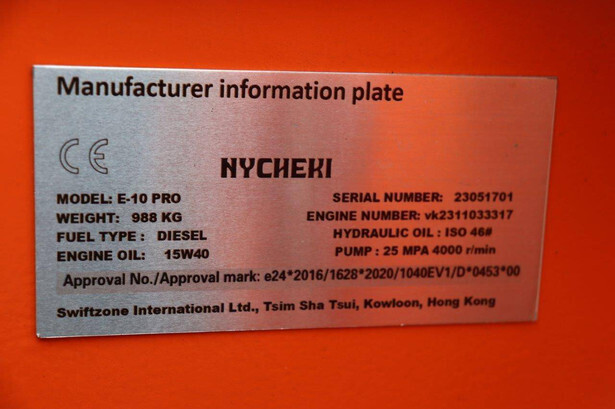 Manufacturer information plate
CE
NYCHEKI
MODEL: E-10 PRO
WEIGHT: 988 KG
FUEL TYPE : DIESEL
ENGINE OIL: 15W40
SERIAL NUMBER: 23051701
ENGINE NUMBER: vk2311033317
HYDRAULIC OIL : ISO 46#
PUMP : 25 MPA 4000 r/min
Approval No./Approval mark: e24*2016/1628*2020/1040EV1/D*0453*00
Swiftzone International Ltd., Tsim Sha Tsui, Kowloon, Hong Kong